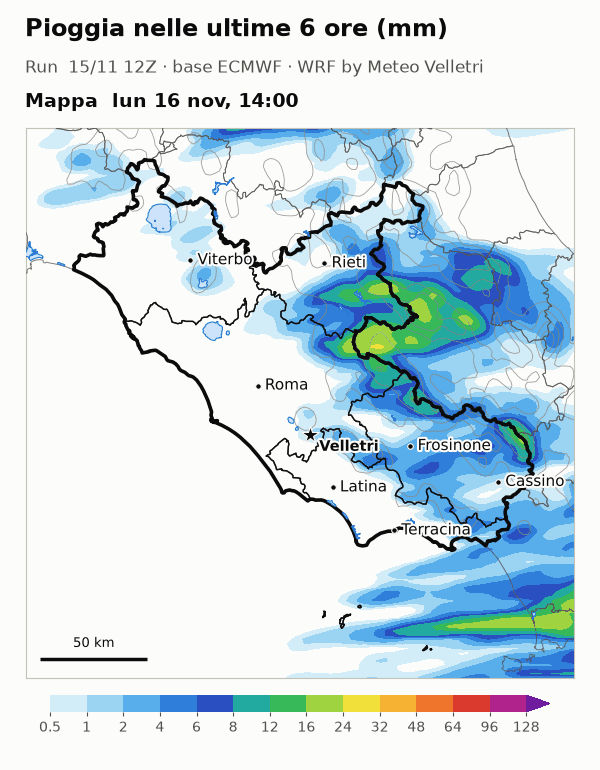 Pioggia nelle ultime 6 ore (mm)
Run 15/11 12Z · base ECMWF · WRF by Meteo Velletri
Mappa lun 16 nov, 14:00
Viterbo
Rieti
Roma
Velletri
Frosinone
Latina
Cassino
Terracina
50 km
0.5 1 2 4 6 8 12 16 24 32 48 64 96 128